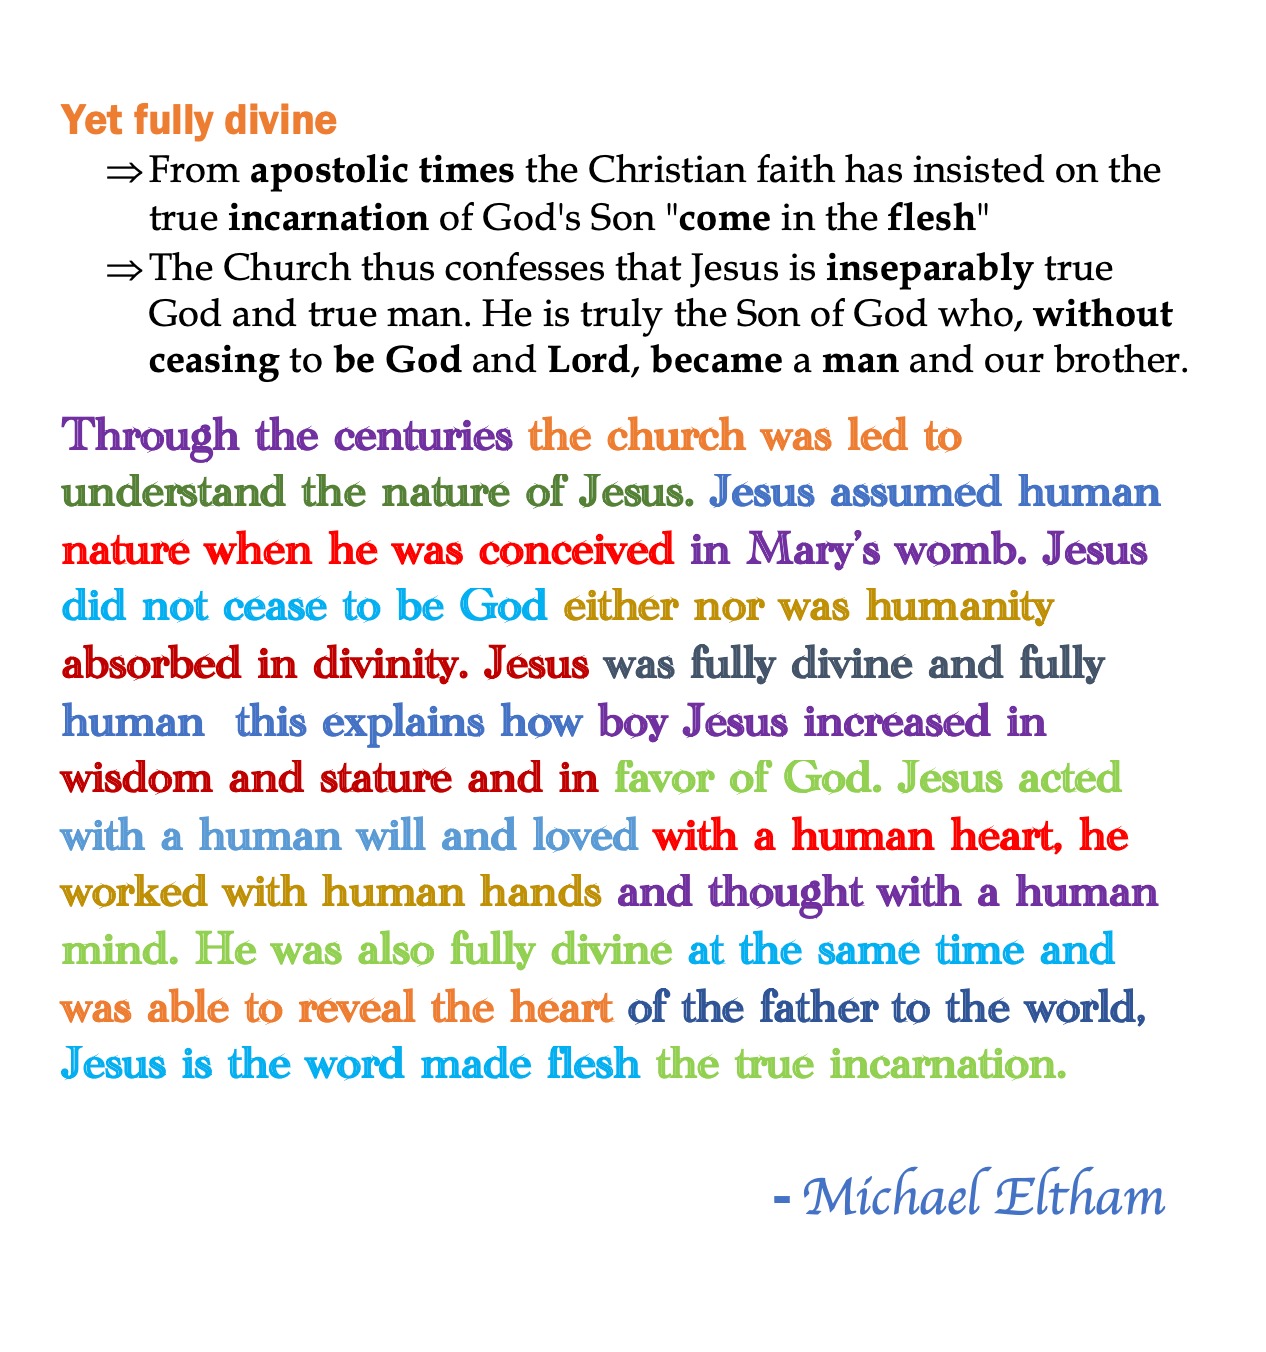 Yet fully divine
⇒ From apostolic times the Christian faith has insisted on the
true incarnation of God's Son "come in the flesh"
⇒ The Church thus confesses that Jesus is inseparably true
God and true man. He is truly the Son of God who, without
ceasing to be God and Lord, became a man and our brother.
Through the centuries the church was led to
understand the nature of Jesus. Jesus assumed human
nature when he was conceived in Mary’s womb. Jesus
did not cease to be God either nor was humanity
absorbed in divinity. Jesus was fully divine and fully
human  this explains how boy Jesus increased in
wisdom and stature and in favor of God. Jesus acted
with a human will and loved with a human heart, he
worked with human hands and thought with a human
mind. He was also fully divine at the same time and
was able to reveal the heart of the father to the world,
Jesus is the word made flesh the true incarnation.
- Michael Eltham